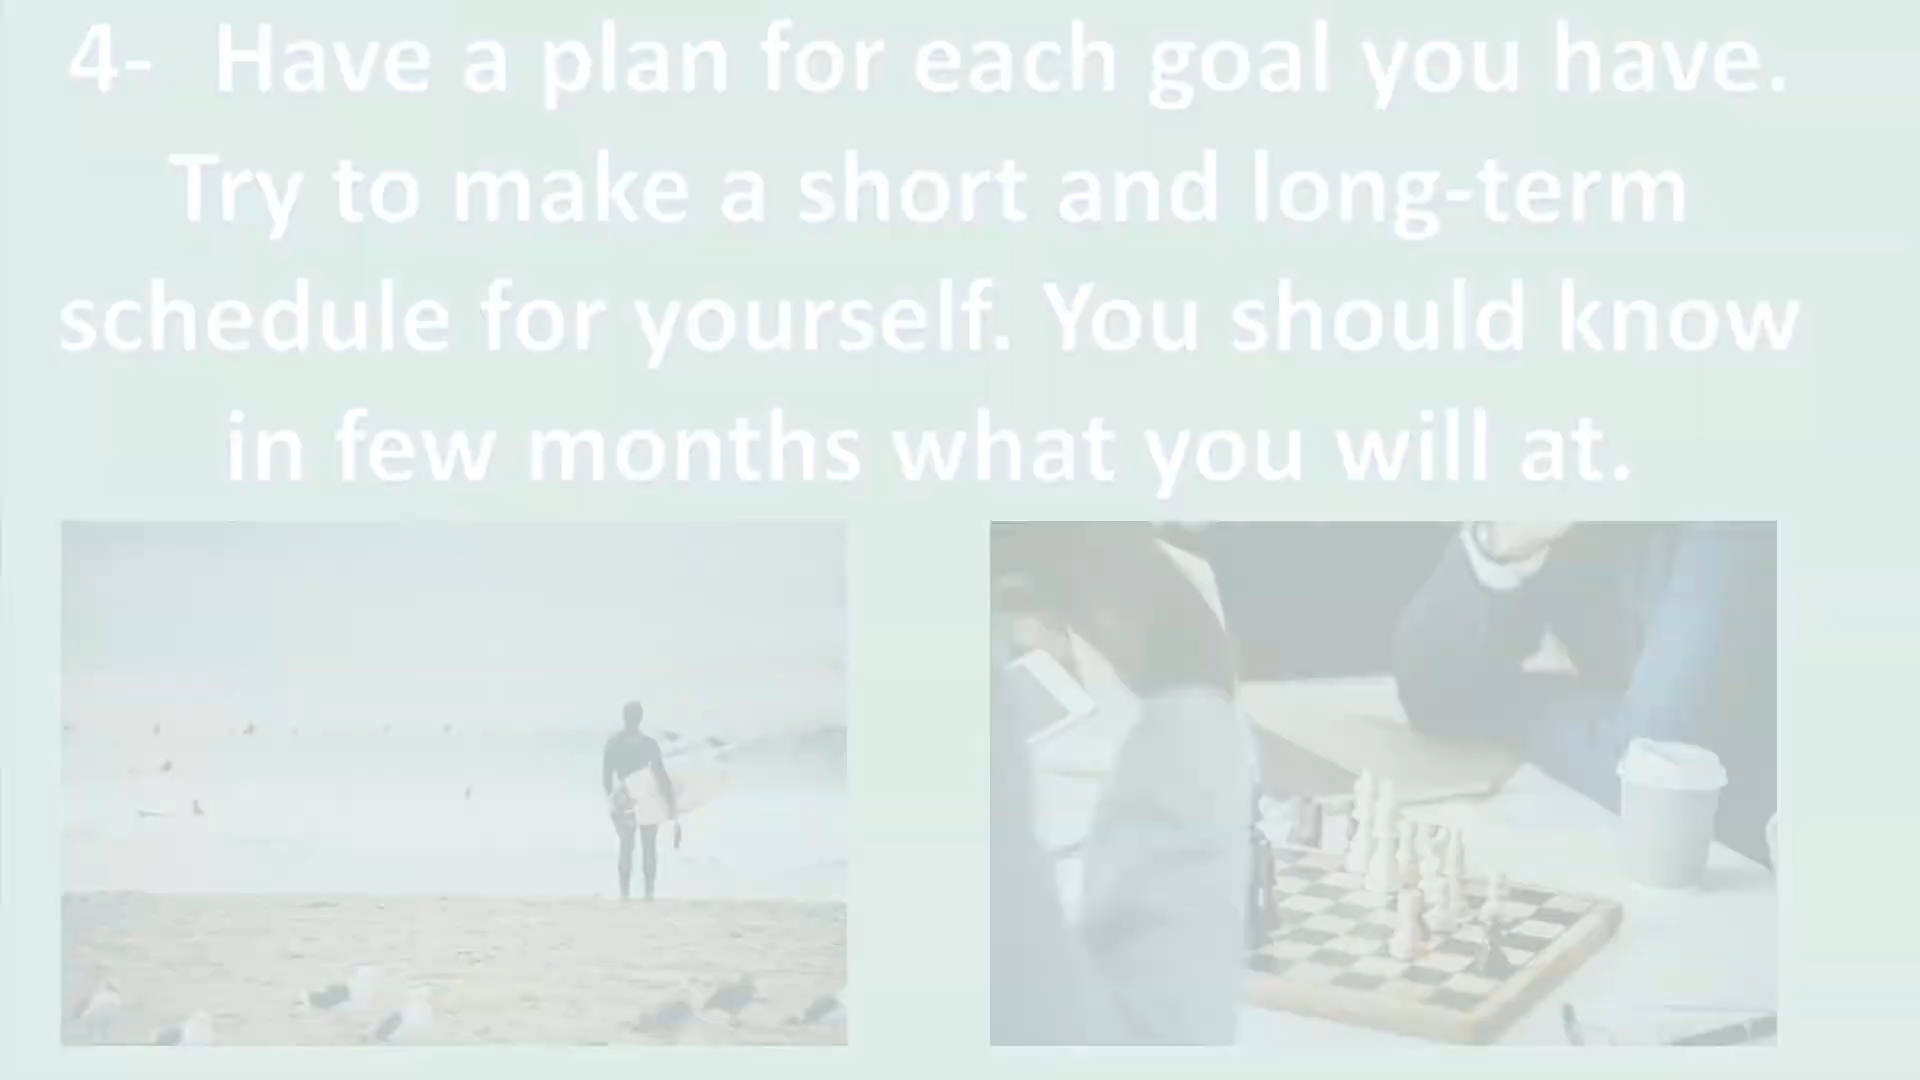 4- Have a plan for each goal you have.
Try to make a short and long-term
schedule for yourself. You should know
in few months what you will at.